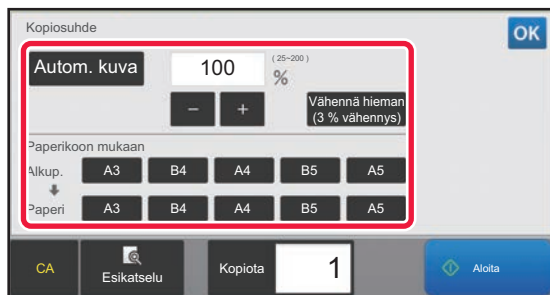 Kopiosuhde
OK
Autom. kuva 100 (25~200) %
− +
Vähennä hieman
(3 % vähennys)
Paperikoon mukaan
Alkup. A3 B4 A4 B5 A5
Paperi A3 B4 A4 B5 A5
CA Esikatselu Kopiota 1 Aloita